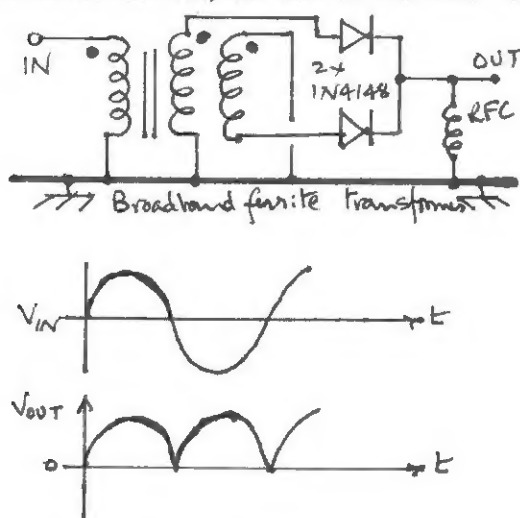 IN
OUT
2x
1N4148
RFC
Broadband ferrite transformer
VIN
t
VOUT
0
t